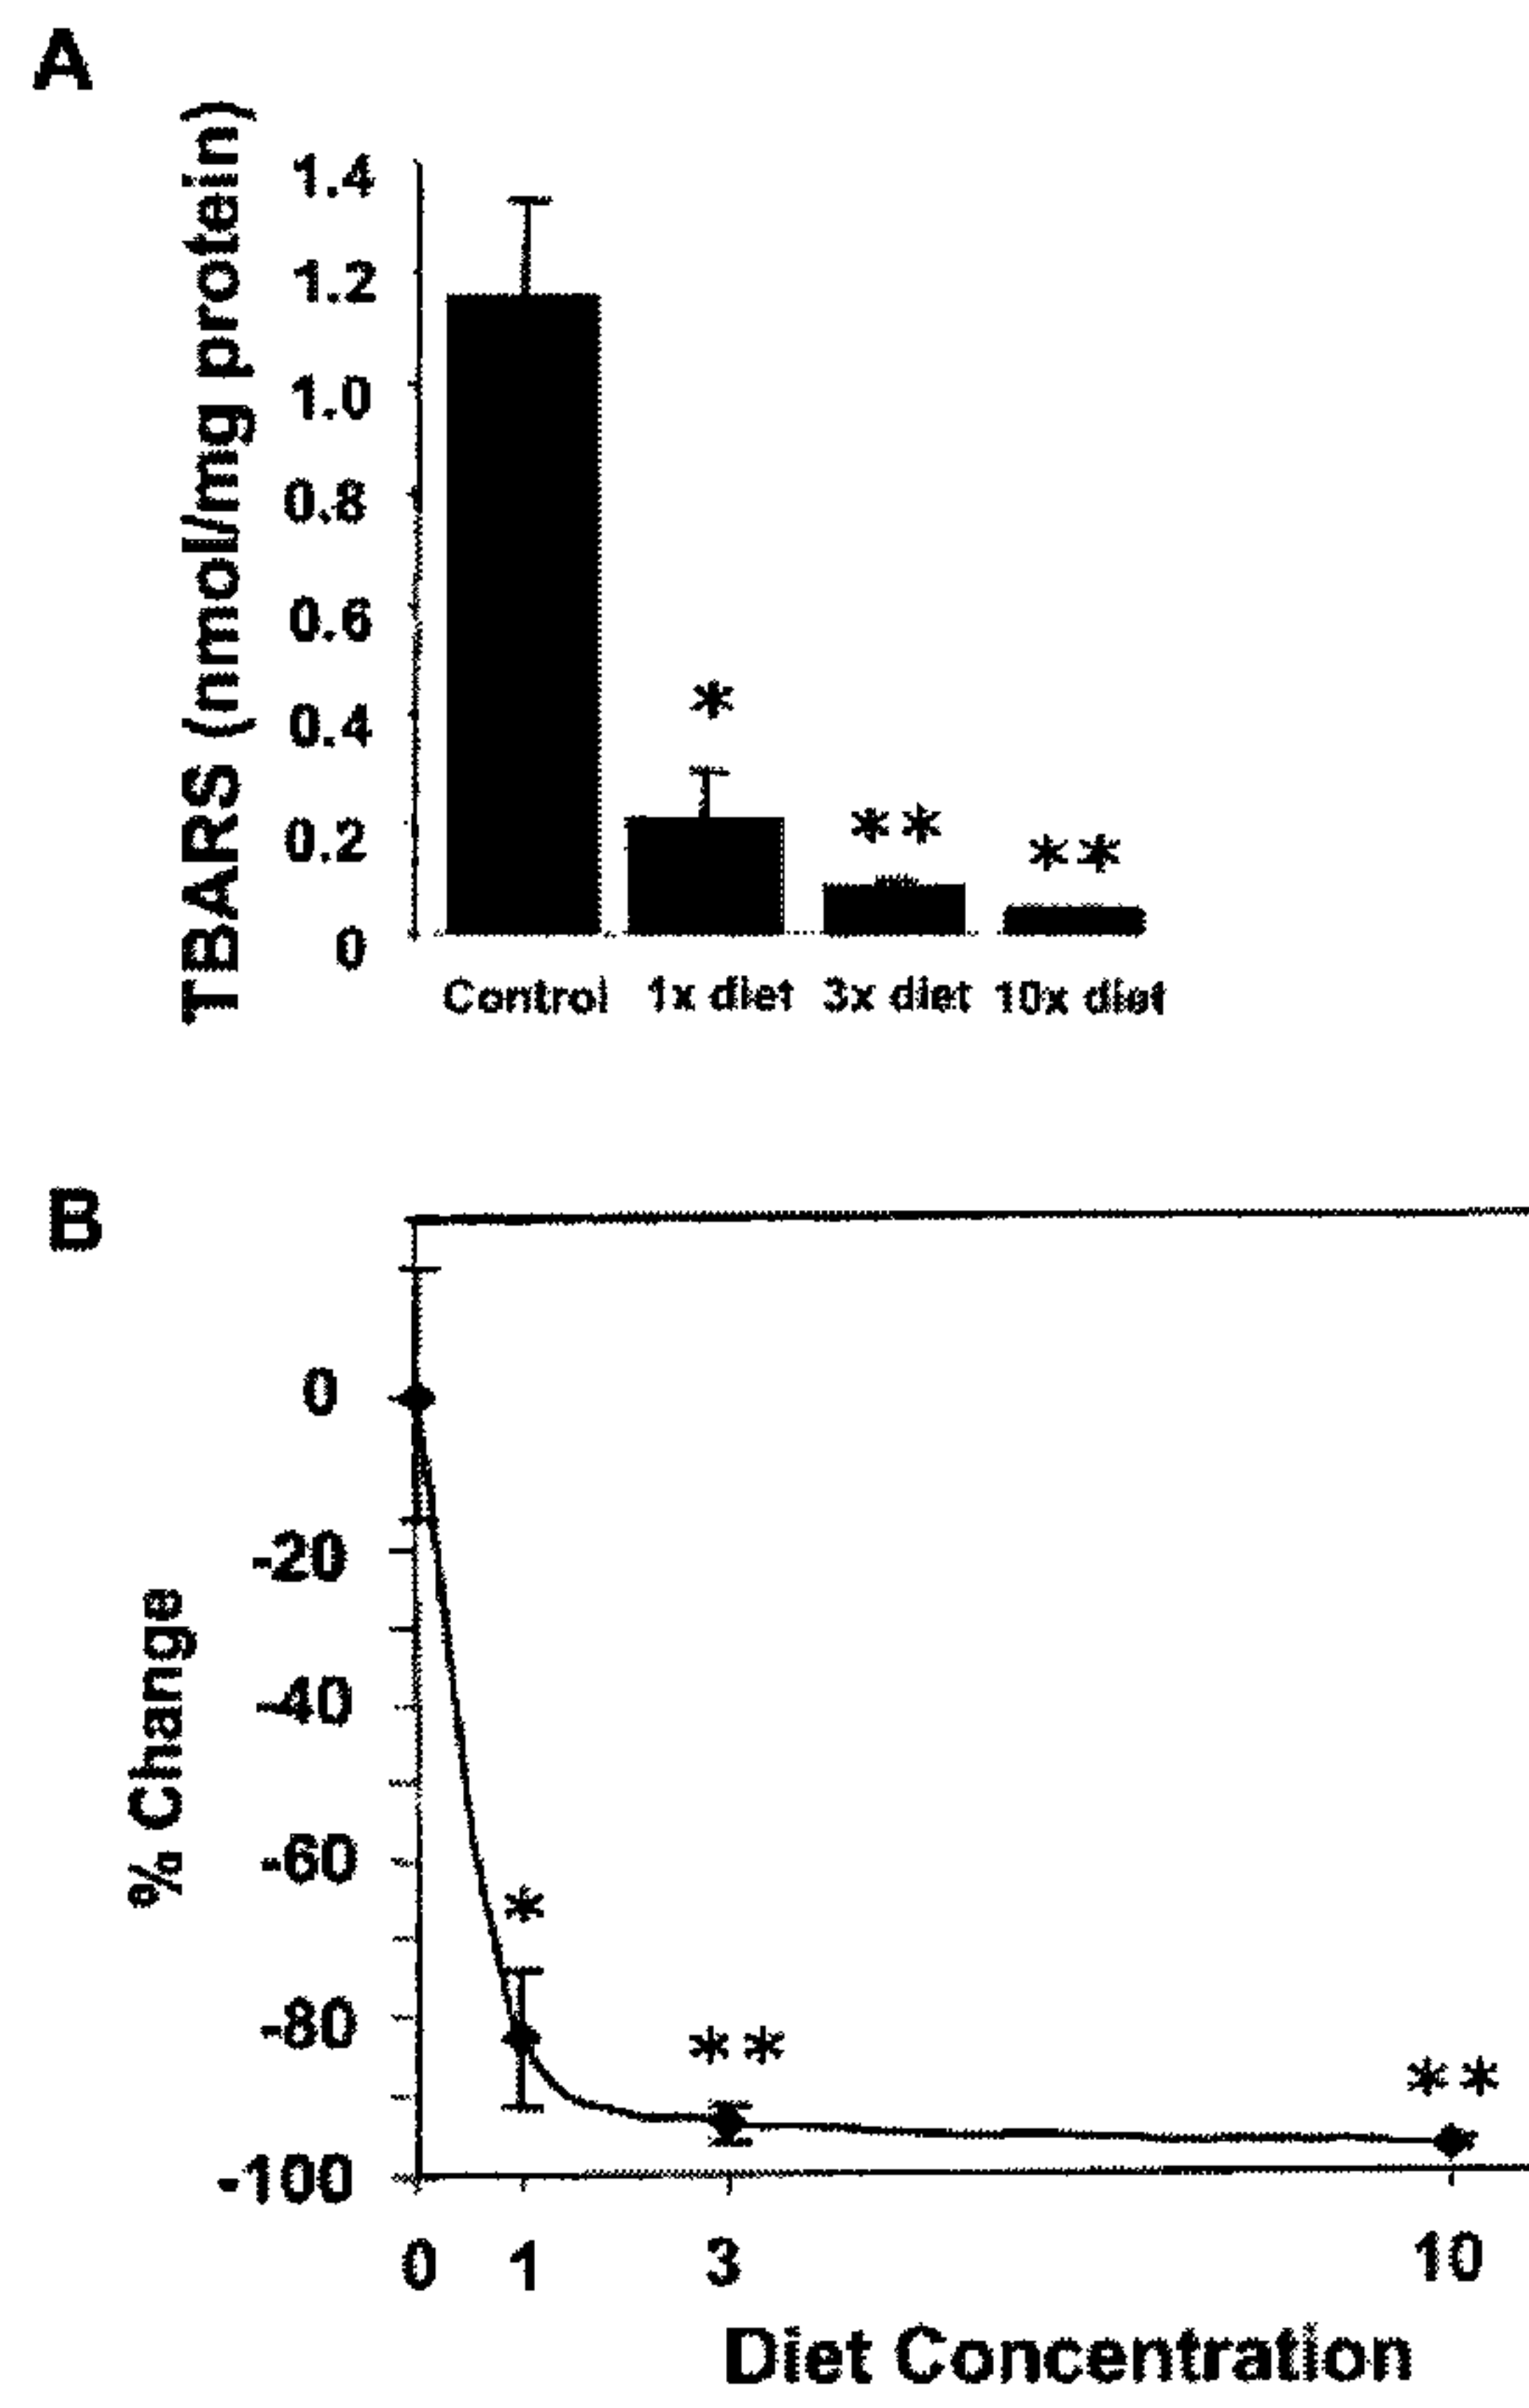 A
TBARS (nmol/mg protein)
1.4
1.2
1.0
0.8
0.6
0.4
0.2
0
*
**
**
Control 1x diet 3x diet 10x diet
B
% Change
0
-20
-40
-60
-80
-100
*
**
**
0 1 3 10
Diet Concentration